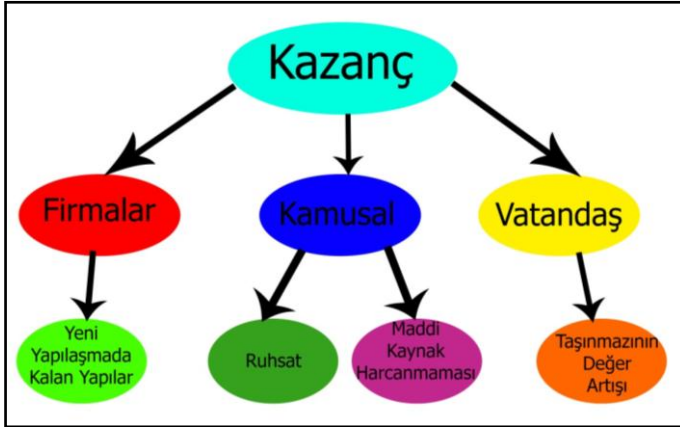 Kazanç
Firmalar
Kamusal
Vatandaş
Yeni
Yapılaşmada
Kalan Yapılar
Ruhsat
Maddi
Kaynak
Harcanmaması
Taşınmazının
Değer
Artışı